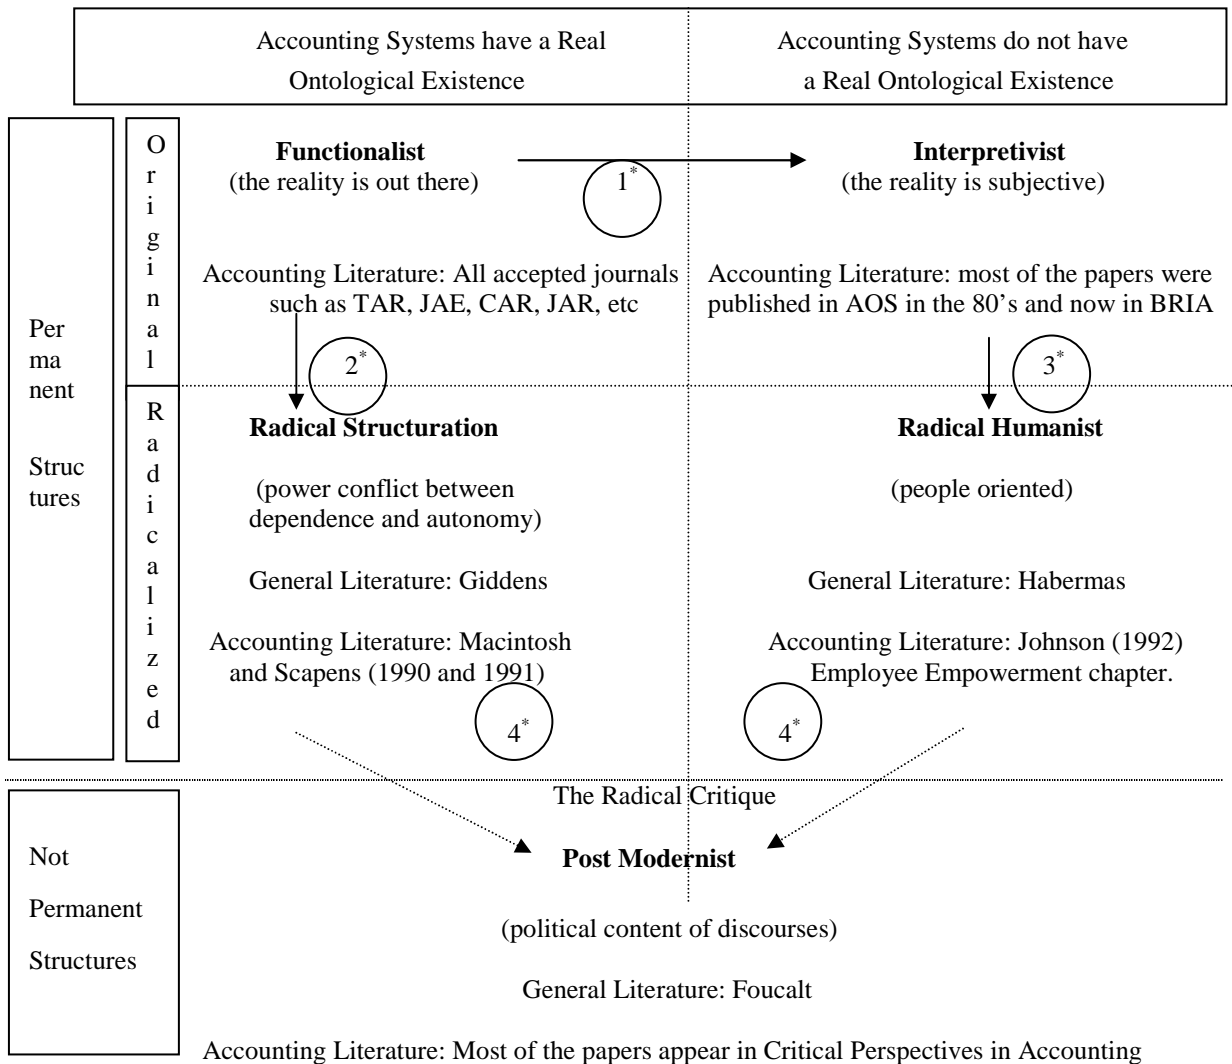 Accounting Systems have a Real
Ontological Existence
Accounting Systems do not have
a Real Ontological Existence
Per
ma
nent
Struc
tures
O
r
i
g
i
n
a
l
Functionalist
(the reality is out there)
1*
Interpretivist
(the reality is subjective)
Accounting Literature: All accepted journals
such as TAR, JAE, CAR, JAR, etc
Accounting Literature: most of the papers were
published in AOS in the 80's and now in BRIA
2*
3*
R
a
d
i
c
a
l
i
z
e
d
Radical Structuration
(power conflict between
dependence and autonomy)
General Literature: Giddens
Accounting Literature: Macintosh
and Scapens (1990 and 1991)
4*
Radical Humanist
(people oriented)
General Literature: Habermas
Accounting Literature: Johnson (1992)
Employee Empowerment chapter.
4*
Not
Permanent
Structures
The Radical Critique
Post Modernist
(political content of discourses)
General Literature: Foucalt
Accounting Literature: Most of the papers appear in Critical Perspectives in Accounting